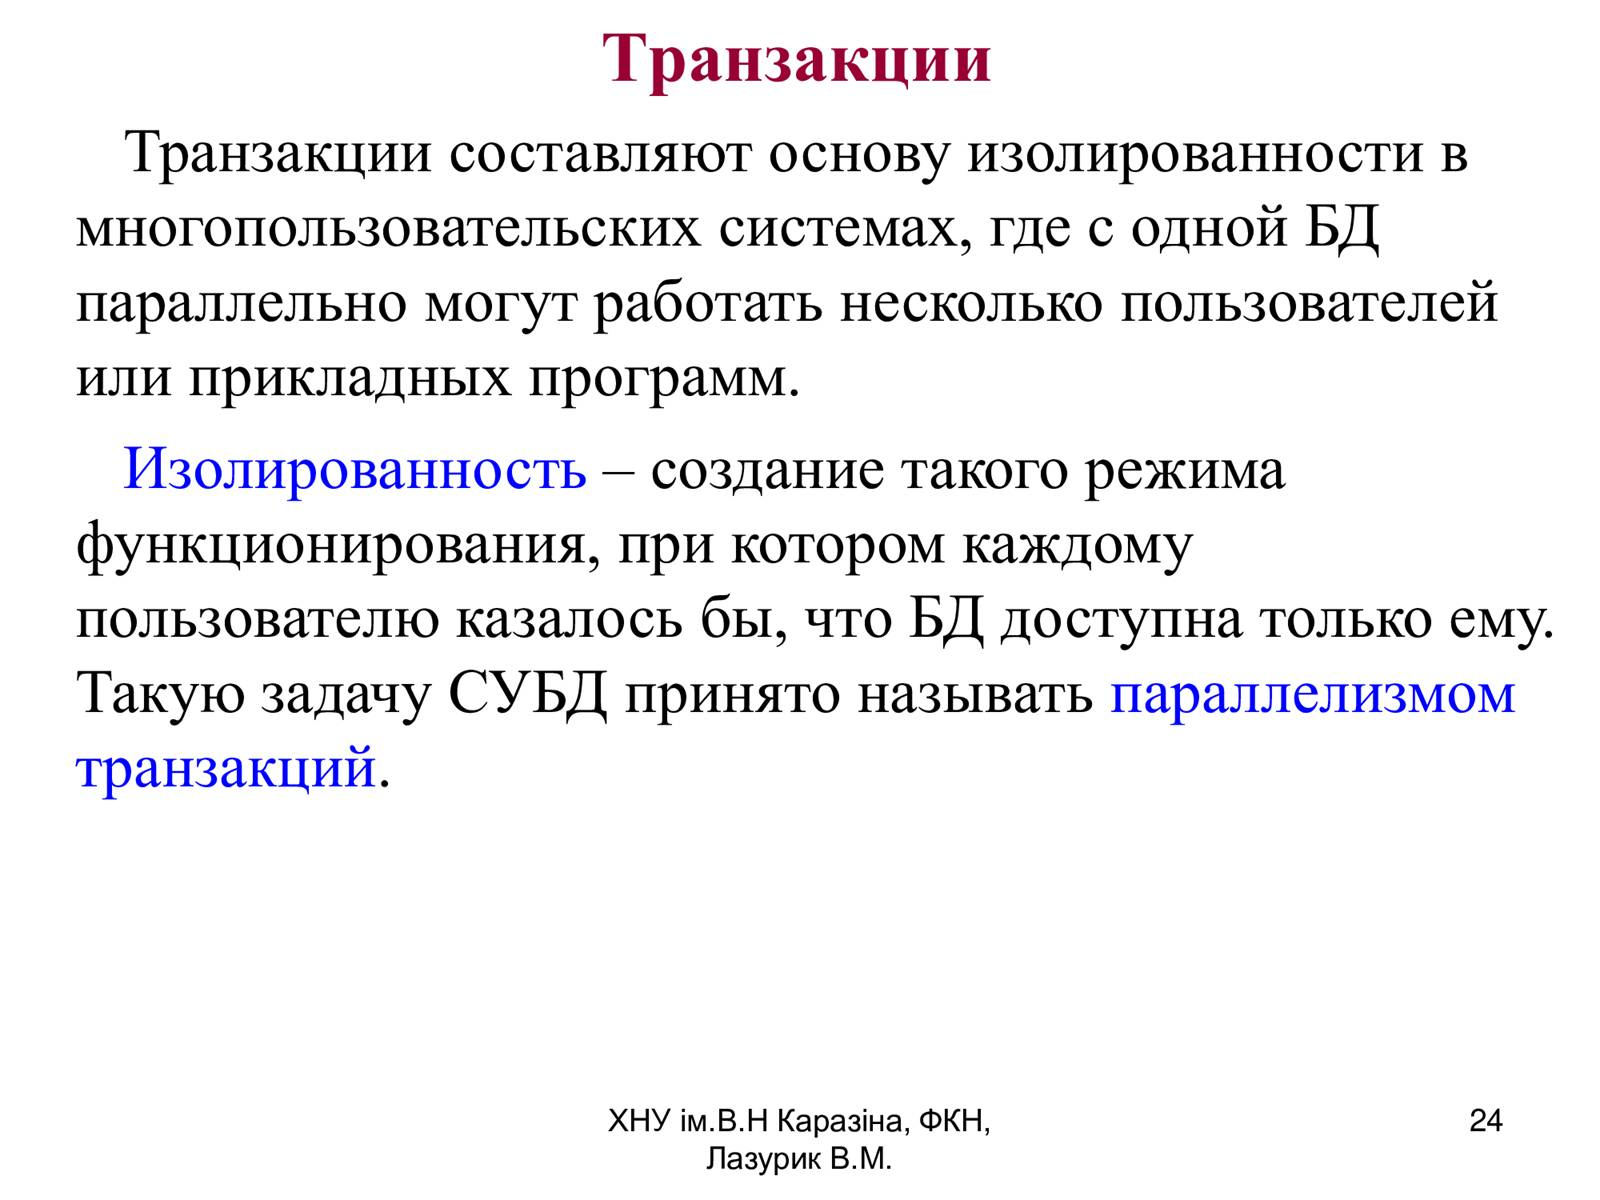 Транзакции
Транзакции составляют основу изолированности в
многопользовательских системах, где с одной БД
параллельно могут работать несколько пользователей
или прикладных программ.
Изолированность – создание такого режима
функционирования, при котором каждому
пользователю казалось бы, что БД доступна только ему.
Такую задачу СУБД принято называть параллелизмом
транзакций.
ХНУ ім.В.Н Каразіна, ФКН,
Лазурик В.М.
24